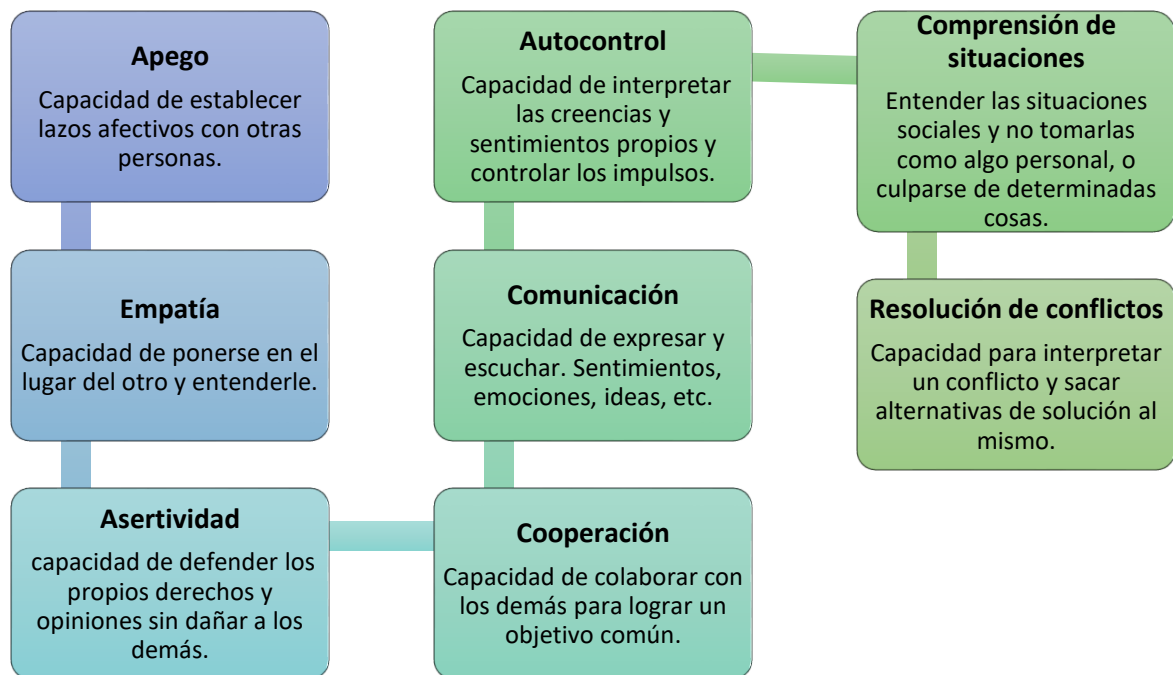 Apego
Capacidad de establecer
lazos afectivos con otras
personas.
Empatía
Capacidad de ponerse en el
lugar del otro y entenderle.
Asertividad
capacidad de defender los
propios derechos y
opiniones sin dañar a los
demás.
Cooperación
Capacidad de colaborar con
los demás para lograr un
objetivo común.
Comunicación
Capacidad de expresar y
escuchar. Sentimientos,
emociones, ideas, etc.
Autocontrol
Capacidad de interpretar
las creencias y
sentimientos propios y
controlar los impulsos.
Comprensión de
situaciones
Entender las situaciones
sociales y no tomarlas
como algo personal, o
culparse de determinadas
cosas.
Resolución de conflictos
Capacidad para interpretar
un conflicto y sacar
alternativas de solución al
mismo.